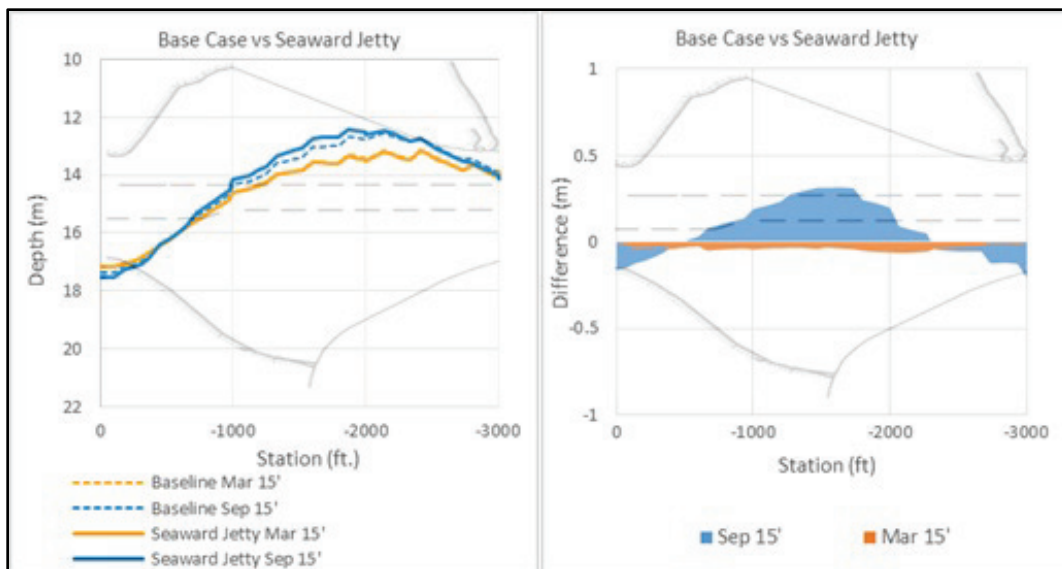 Base Case vs Seaward Jetty
10
12
14
16
18
20
22
Depth (m)
0
-1000
-2000
-3000
Station (ft.)
Baseline Mar 15'
Baseline Sep 15'
Seaward Jetty Mar 15'
Seaward Jetty Sep 15'
Base Case vs Seaward Jetty
1
0.5
0
-0.5
-1
Difference (m)
0
-1000
-2000
-3000
Station (ft)
Sep 15'
Mar 15'